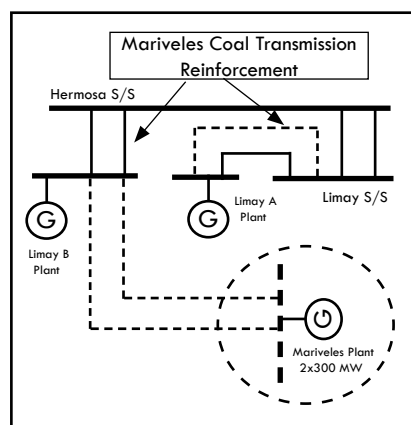 Mariveles Coal Transmission
Reinforcement
Hermosa S/S
G
Limay B
Plant
G
Limay A
Plant
Limay S/S
G
Mariveles Plant
2x300 MW